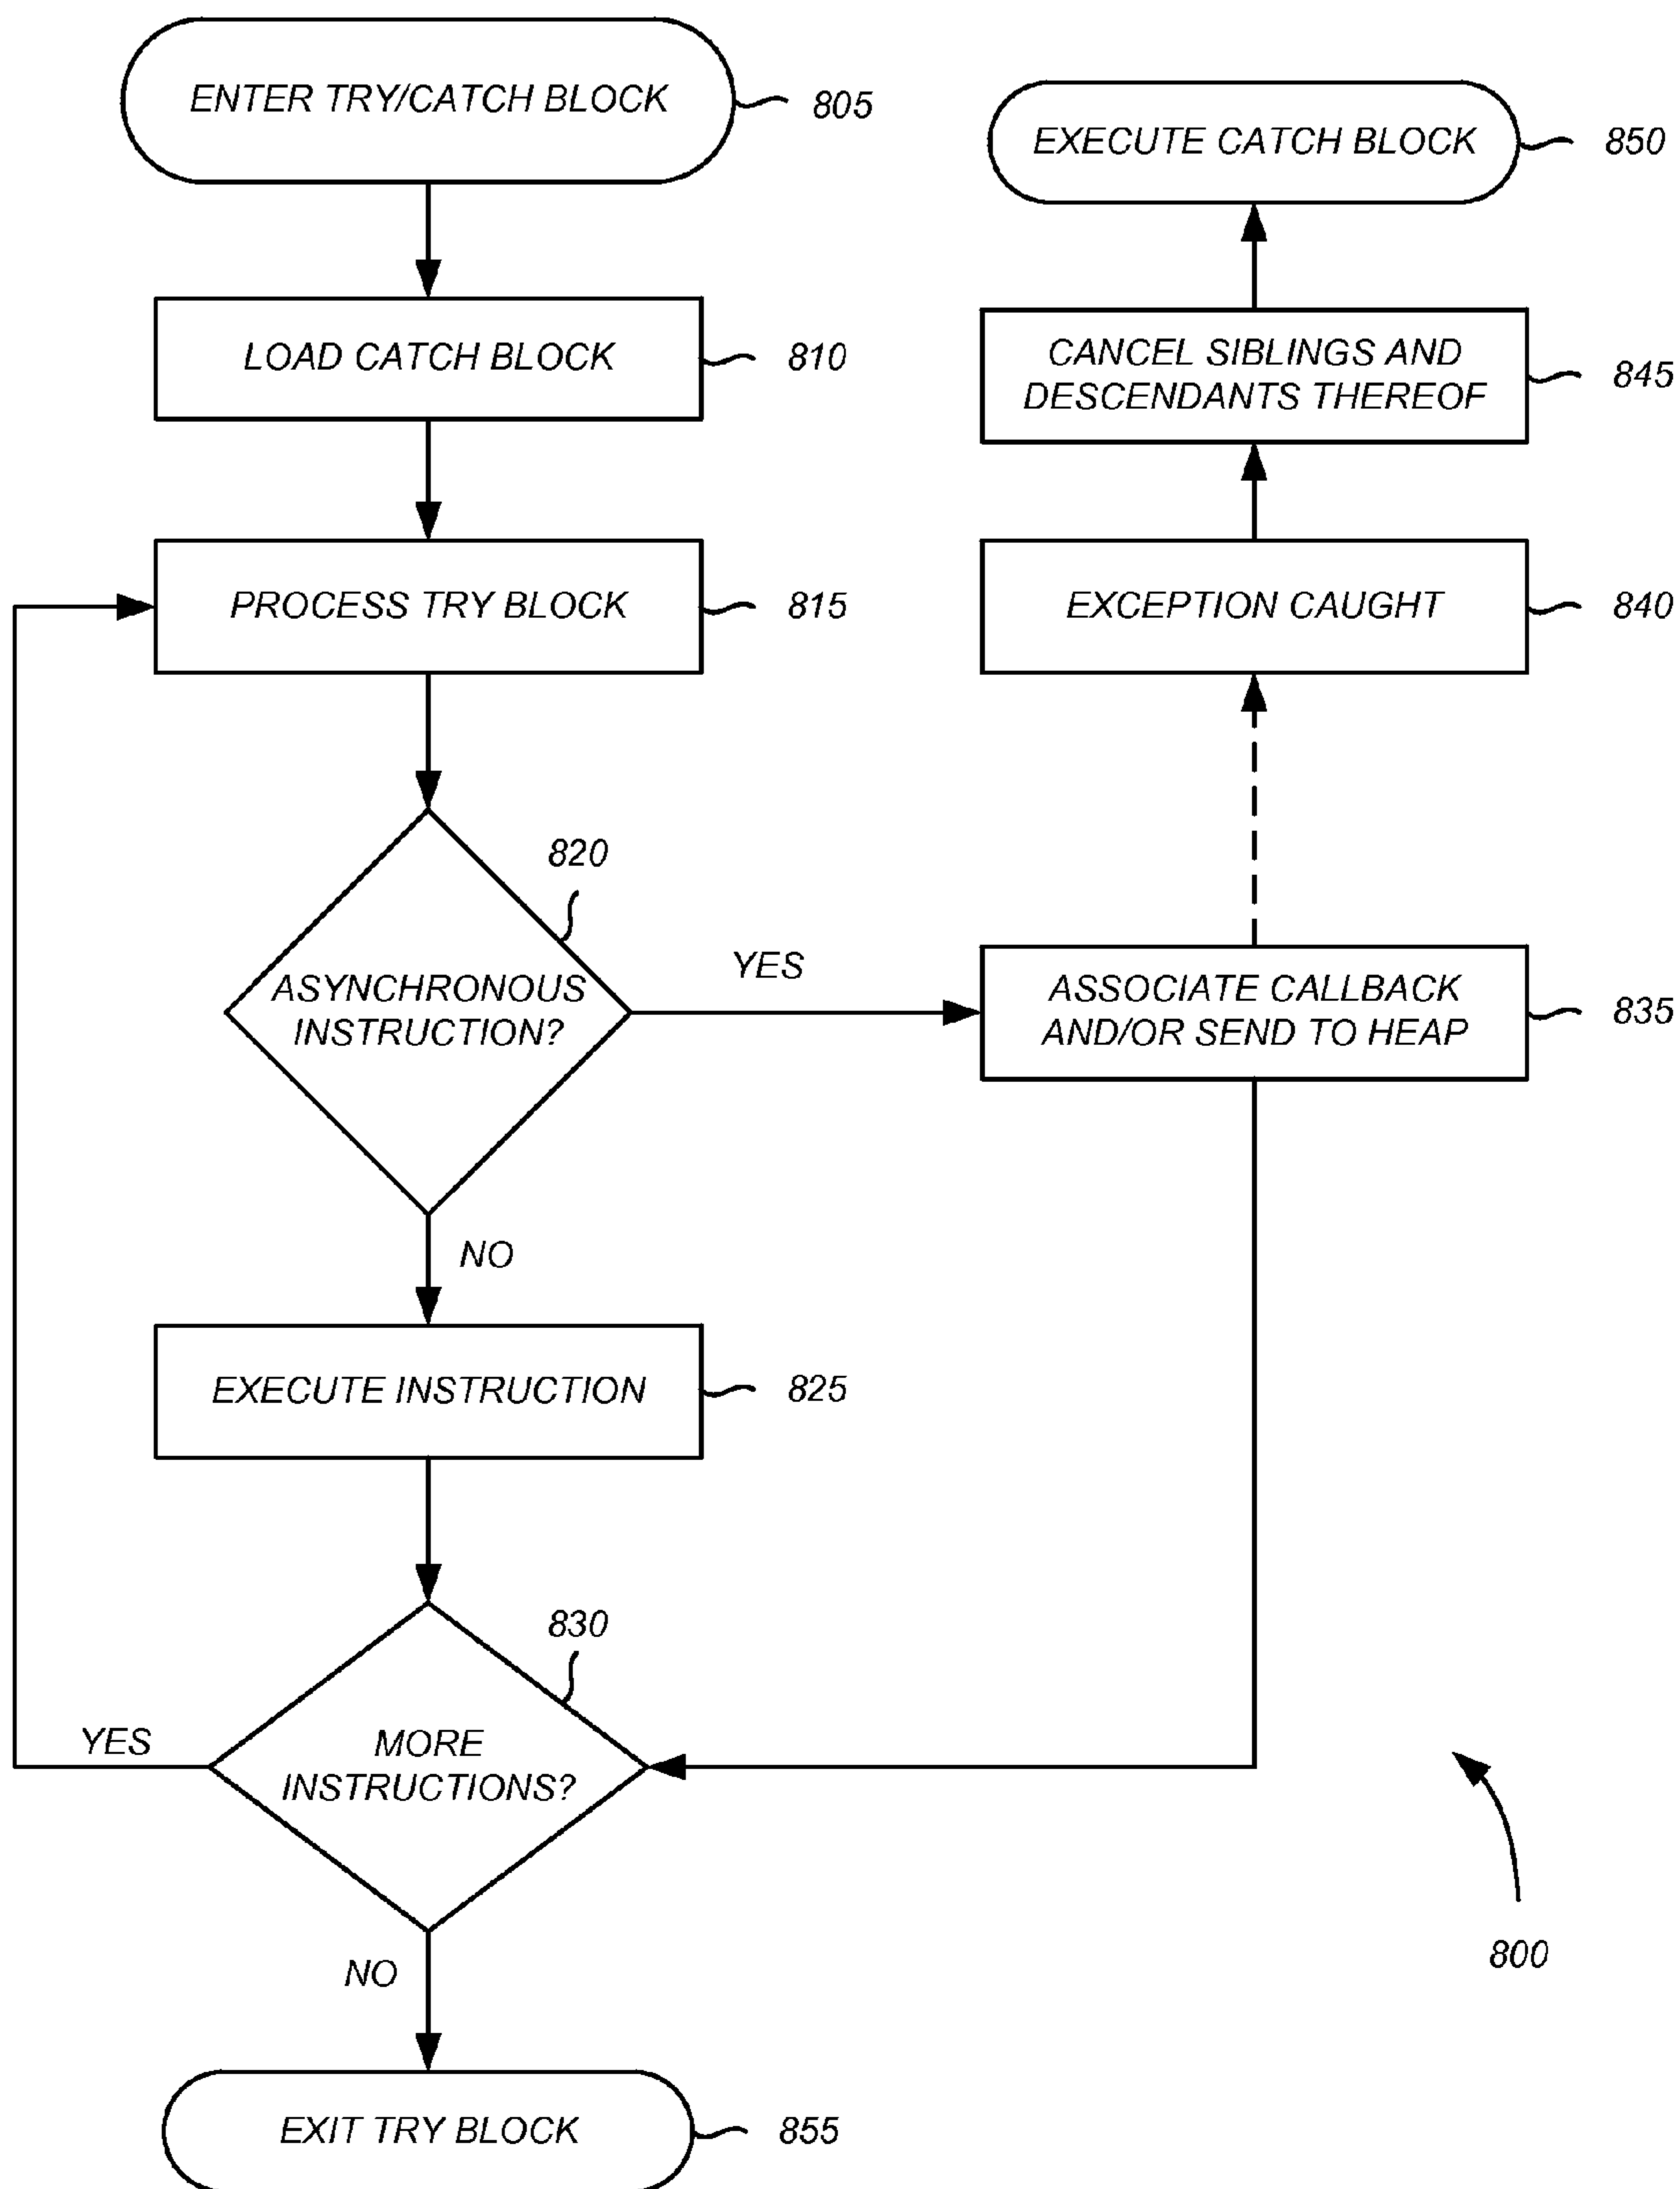 ENTER TRY/CATCH BLOCK
805
LOAD CATCH BLOCK
810
PROCESS TRY BLOCK
815
820
ASYNCHRONOUS
INSTRUCTION?
YES
NO
EXECUTE INSTRUCTION
825
830
MORE
INSTRUCTIONS?
YES
NO
EXIT TRY BLOCK
855
EXECUTE CATCH BLOCK
850
CANCEL SIBLINGS AND
DESCENDANTS THEREOF
845
EXCEPTION CAUGHT
840
ASSOCIATE CALLBACK
AND/OR SEND TO HEAP
835
800